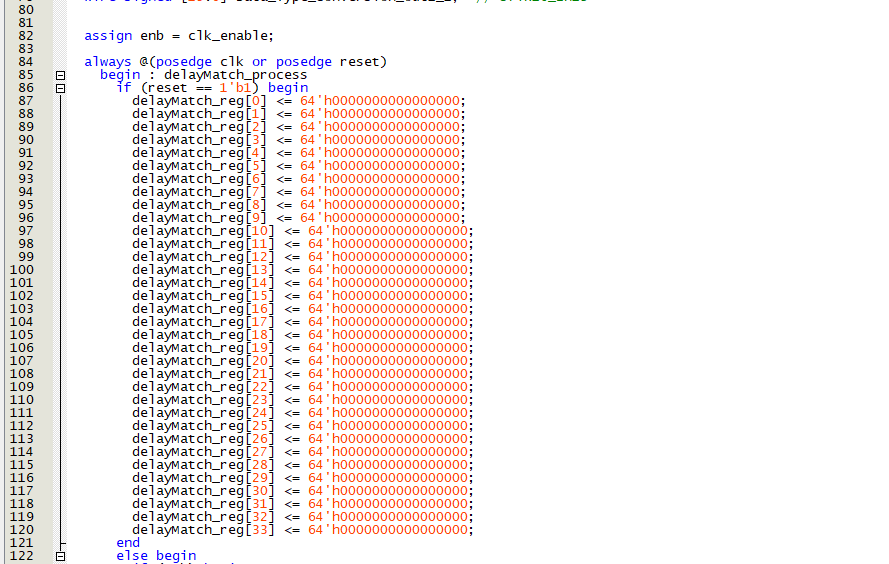 80
81
82 assign enb = clk_enable;
83
84 always @(posedge clk or posedge reset)
85 begin : delayMatch_process
86 if (reset == 1'b1) begin
87 delayMatch_reg[0] <= 64'h0000000000000000;
88 delayMatch_reg[1] <= 64'h0000000000000000;
89 delayMatch_reg[2] <= 64'h0000000000000000;
90 delayMatch_reg[3] <= 64'h0000000000000000;
91 delayMatch_reg[4] <= 64'h0000000000000000;
92 delayMatch_reg[5] <= 64'h0000000000000000;
93 delayMatch_reg[6] <= 64'h0000000000000000;
94 delayMatch_reg[7] <= 64'h0000000000000000;
95 delayMatch_reg[8] <= 64'h0000000000000000;
96 delayMatch_reg[9] <= 64'h0000000000000000;
97 delayMatch_reg[10] <= 64'h0000000000000000;
98 delayMatch_reg[11] <= 64'h0000000000000000;
99 delayMatch_reg[12] <= 64'h0000000000000000;
100 delayMatch_reg[13] <= 64'h0000000000000000;
101 delayMatch_reg[14] <= 64'h0000000000000000;
102 delayMatch_reg[15] <= 64'h0000000000000000;
103 delayMatch_reg[16] <= 64'h0000000000000000;
104 delayMatch_reg[17] <= 64'h0000000000000000;
105 delayMatch_reg[18] <= 64'h0000000000000000;
106 delayMatch_reg[19] <= 64'h0000000000000000;
107 delayMatch_reg[20] <= 64'h0000000000000000;
108 delayMatch_reg[21] <= 64'h0000000000000000;
109 delayMatch_reg[22] <= 64'h0000000000000000;
110 delayMatch_reg[23] <= 64'h0000000000000000;
111 delayMatch_reg[24] <= 64'h0000000000000000;
112 delayMatch_reg[25] <= 64'h0000000000000000;
113 delayMatch_reg[26] <= 64'h0000000000000000;
114 delayMatch_reg[27] <= 64'h0000000000000000;
115 delayMatch_reg[28] <= 64'h0000000000000000;
116 delayMatch_reg[29] <= 64'h0000000000000000;
117 delayMatch_reg[30] <= 64'h0000000000000000;
118 delayMatch_reg[31] <= 64'h0000000000000000;
119 delayMatch_reg[32] <= 64'h0000000000000000;
120 delayMatch_reg[33] <= 64'h0000000000000000;
121 end
122 else begin